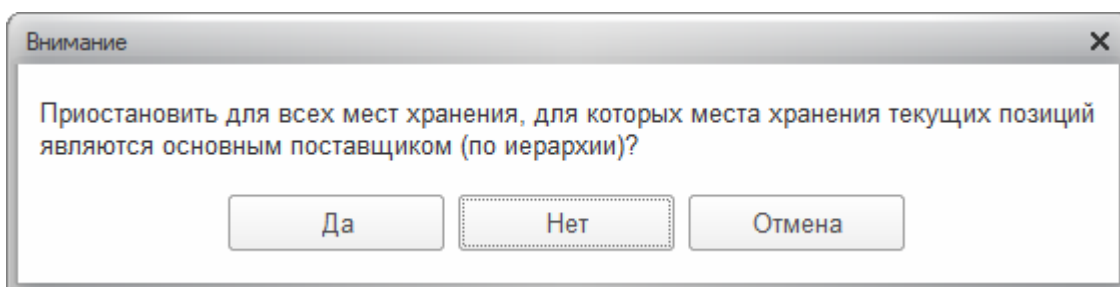 Внимание
Приостановить для всех мест хранения, для которых места хранения текущих позиций
являются основным поставщиком (по иерархии)?
Да Нет Отмена